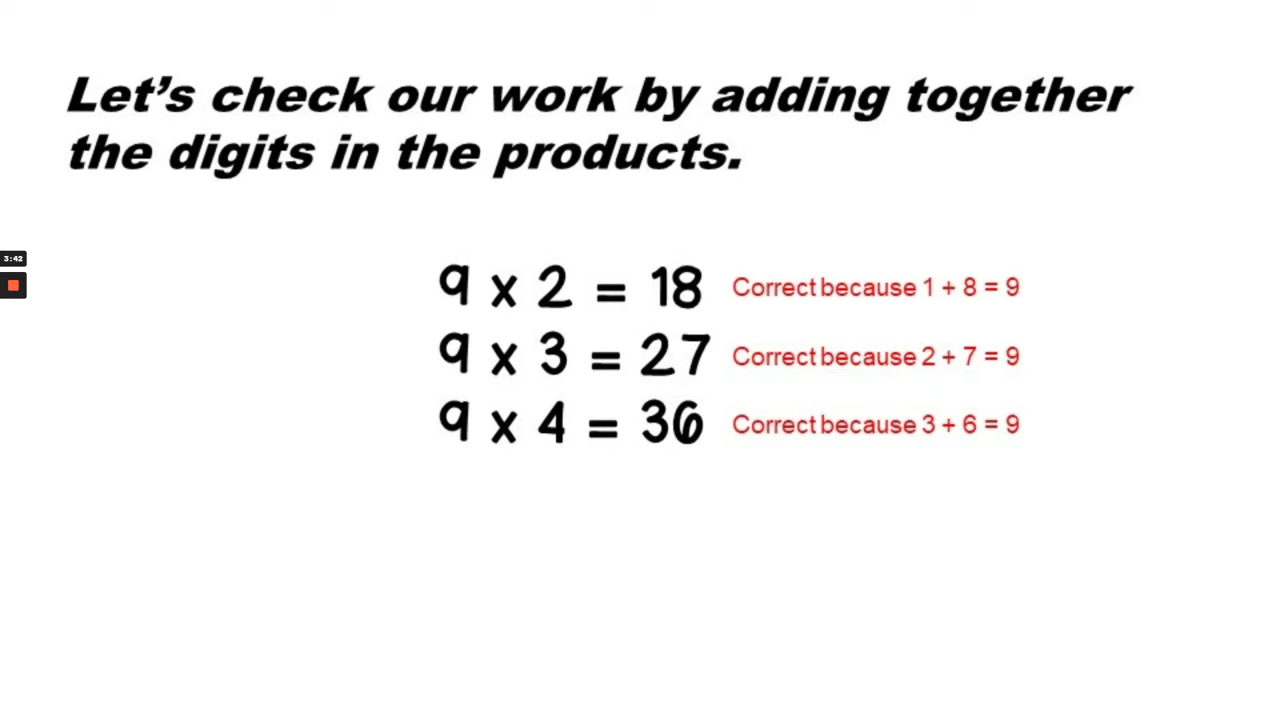 Let's check our work by adding together
the digits in the products.
3:42
9 x 2 = 18 Correct because 1 + 8 = 9
9 x 3 = 27 Correct because 2 + 7 = 9
9 x 4 = 36 Correct because 3 + 6 = 9